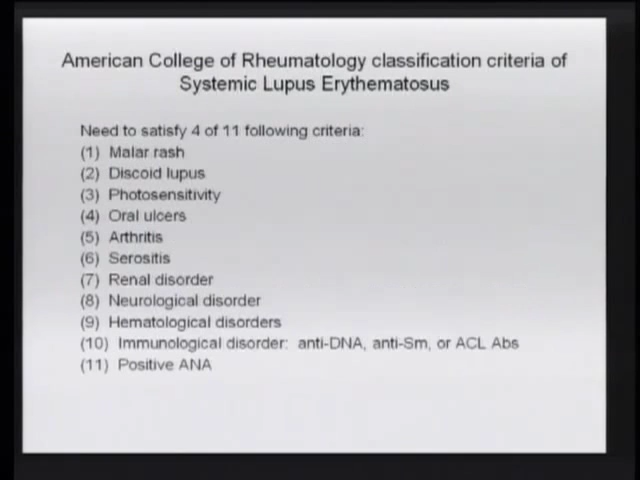 American College of Rheumatology classification criteria of
Systemic Lupus Erythematosus
Need to satisfy 4 of 11 following criteria:
(1) Malar rash
(2) Discoid lupus
(3) Photosensitivity
(4) Oral ulcers
(5) Arthritis
(6) Serositis
(7) Renal disorder
(8) Neurological disorder
(9) Hematological disorders
(10) Immunological disorder: anti-DNA, anti-Sm, or ACL Abs
(11) Positive ANA